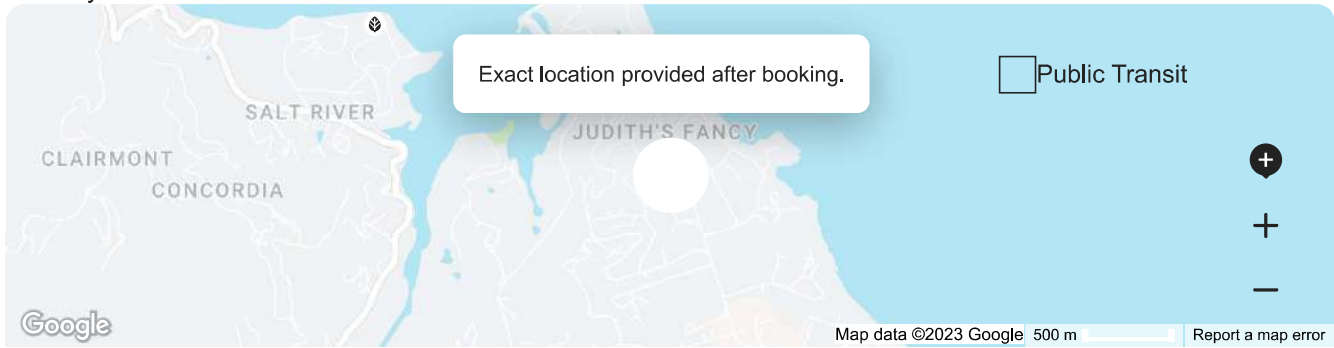 Exact location provided after booking.
Public Transit
SALT RIVER
JUDITH'S FANCY
CLAIRMONT
CONCORDIA
Google
Map data ©2023 Google 500 m Report a map error